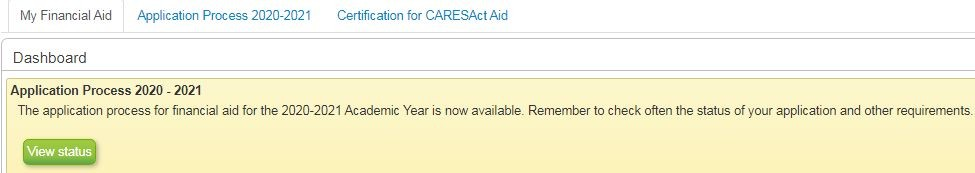 My Financial Aid Application Process 2020-2021 Certification for CARESAct Aid
Dashboard
Application Process 2020 - 2021
The application process for financial aid for the 2020-2021 Academic Year is now available. Remember to check often the status of your application and other requirements.
View status